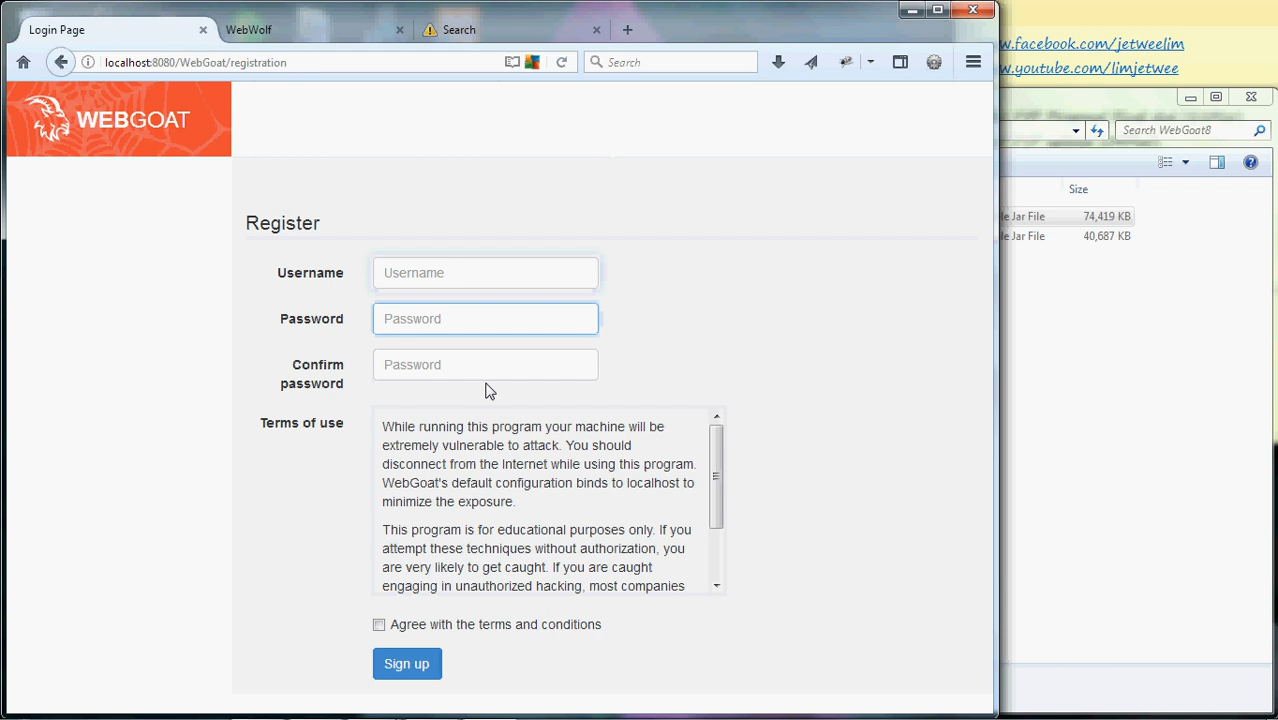 Login Page
WebWolf
Search
w.facebook.com/jetweelim
w.youtube.com/limjetwee
localhost:8080/WebGoat/registration
Search
Search WebGoat8
WEBGOAT
Size
le Jar File 74,419 KB
le Jar File 40,687 KB
Register
Username Username
Password Password
Confirm password Password
Terms of use
While running this program your machine will be
extremely vulnerable to attack. You should
disconnect from the Internet while using this program.
WebGoat's default configuration binds to localhost to
minimize the exposure.
This program is for educational purposes only. If you
attempt these techniques without authorization, you
are very likely to get caught. If you are caught
engaging in unauthorized hacking, most companies
Agree with the terms and conditions
Sign up